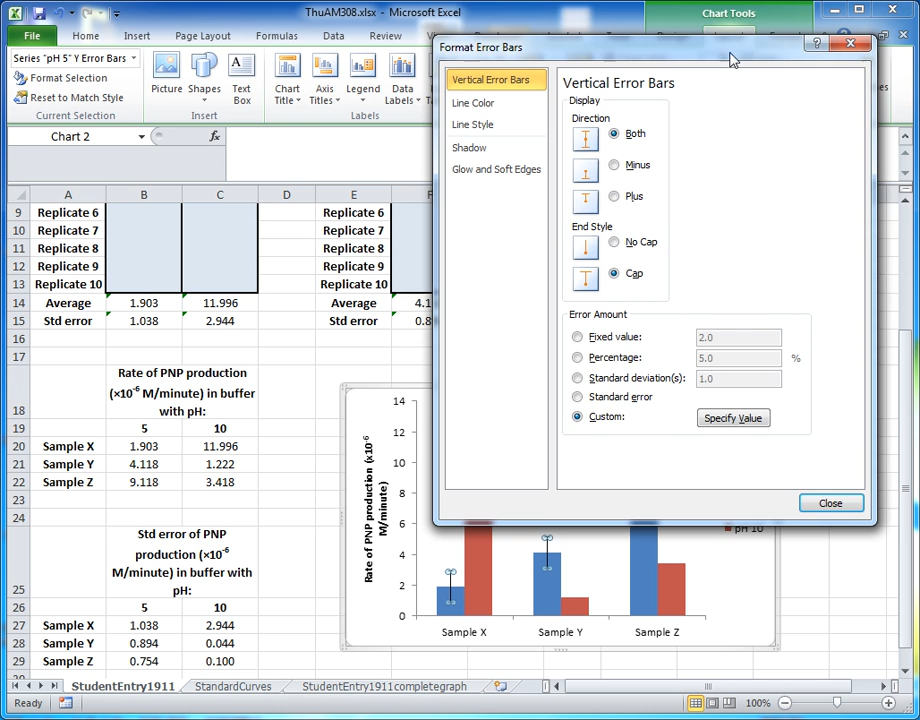 ThuAM308.xlsx - Microsoft Excel
Chart Tools
File Home Insert Page Layout Formulas Data Review
Series "pH 5" Y Error Bars
Format Selection
Reset to Match Style
Current Selection
Picture Shapes Text Box
Insert
Chart Title Axis Titles Legend Data Labels
Labels
Chart 2
fx
Format Error Bars
Vertical Error Bars
Line Color
Line Style
Shadow
Glow and Soft Edges
Vertical Error Bars
Display
Direction
Both
Minus
Plus
End Style
No Cap
Cap
Error Amount
Fixed value: 2.0
Percentage: 5.0 %
Standard deviation(s): 1.0
Standard error
Custom: Specify Value
Close
A B C D E F
9 Replicate 6 Replicate 6
10 Replicate 7 Replicate 7
11 Replicate 8 Replicate 8
12 Replicate 9 Replicate 9
13 Replicate 10 Replicate 10
14 Average 1.903 11.996 Average 4.1
15 Std error 1.038 2.944 Std error 0.8
16
17
Rate of PNP production
(×10-6 M/minute) in buffer
18 with pH:
19 5 10
20 Sample X 1.903 11.996
21 Sample Y 4.118 1.222
22 Sample Z 9.118 3.418
23
24
Std error of PNP
production (×10-6
M/minute) in buffer with
25 pH:
26 5 10
27 Sample X 1.038 2.944
28 Sample Y 0.894 0.044
29 Sample Z 0.754 0.100
Rate of PNP production (x10-6
M/minute)
14
12
10
8
6
4
2
0
Sample X Sample Y Sample Z
pH 10
StudentEntry1911 StandardCurves StudentEntry1911completegraph
Ready 100%